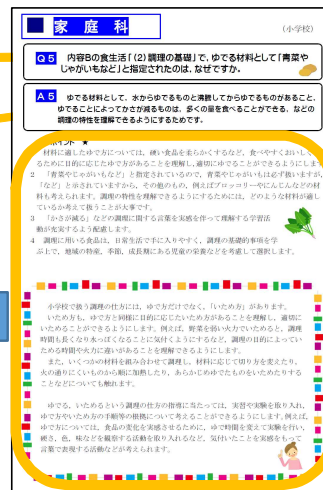 家庭科
(小学校)
Q5 内容Bの食生活「(2)調理の基礎」で、ゆでる材料として「青菜や
じゃがいもなど」と指定されたのは、なぜですか。
A5 ゆでる材料として、水からゆでるものと沸騰してからゆでるものがあること、
ゆでることによってかさが減るものは、多くの量を食べることができる、などの
調理の特性を理解できるようにするためです。
ポイント ★
材料に適したゆで方については、硬い食品を柔らかくするなど、食べやすくおいしく
るために目的に応じたゆで方があることを理解し、適切にゆでることができるようにしま
2 「青菜やじゃがいもなど」と指定されているので、青菜やじゃがいもは必ず扱いますが、
「など」と示されていますから、その他のもの、例えばブロッコリーやにんじんなどの材
料も考えられます。調理の特性を理解できるようにするためには、どのような材料が適し
ているか考えて扱うことが大事です。
3 「かさが減る」などの調理に関する言葉を実感を伴って理解する学習活
動が充実するよう配慮します。
4 調理に用いる食品は、日常生活で手に入りやすく、調理の基礎的事項を学
ぶ上で、地域の特産、季節、成長期にある児童の栄養などを考慮して選択します。
小学校で扱う調理の仕方には、ゆで方だけでなく、「いため方」があります。
いため方も、ゆで方と同様に目的に応じたいため方があることを理解し、適切に
いためることができるようにします。例えば、野菜を弱い火力でいためると、調理
時間も長くなり水っぽくなることに気付くようにするなど、調理の目的によってい
ためる時間や火力に違いがあることを理解できるようにします。
また、いくつかの材料を組み合わせて調理し、材料に応じて切り方を変えたり、
火の通りにくいものから順に加熱したり、あらかじめゆでたものをいためたりする
ことなどについても触れます。
ゆでる、いためるという調理の仕方の指導に当たっては、実習や実験を取り入れ、
ゆで方やいため方の手順等の根拠について考えることができるようにします。例えば、
ゆで方については、食品の変化を実感させるために、ゆで時間を変えて実験を行い、
硬さ、色、味などを観察する活動を取り入れるなど、気付いたことを実感をもって
言葉で表現する活動などが考えられます。